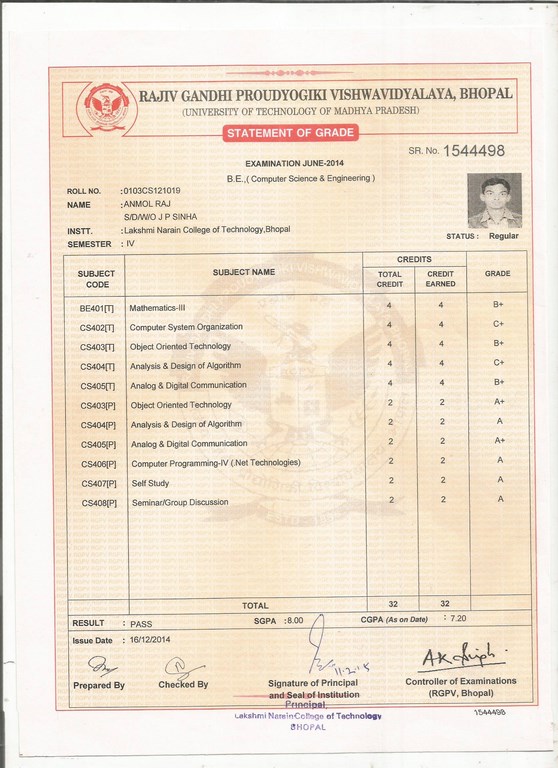 RAJIV GANDHI PROUDYOGIKI VISHWAVIDYALAYA, BHOPAL
(UNIVERSITY OF TECHNOLOGY OF MADHYA PRADESH)
STATEMENT OF GRADE
SR. No. 1544498
EXAMINATION JUNE-2014
B.E.,( Computer Science & Engineering )
ROLL NO. :0103CS121019
NAME :ANMOL RAJ
S/D/W/O J P SINHA
INSTT. :Lakshmi Narain College of Technology,Bhopal
STATUS : Regular
SEMESTER : IV
SUBJECT CODE SUBJECT NAME CREDITS TOTAL CREDIT CREDIT EARNED GRADE
BE401[T] Mathematics-III 4 4 B+
CS402[T] Computer System Organization 4 4 C+
CS403[T] Object Oriented Technology 4 4 B+
CS404[T] Analysis & Design of Algorithm 4 4 C+
CS405[T] Analog & Digital Communication 4 4 B+
CS403[P] Object Oriented Technology 2 2 A+
CS404[P] Analysis & Design of Algorithm 2 2 A
CS405[P] Analog & Digital Communication 2 2 A+
CS406[P] Computer Programming-IV (.Net Technologies) 2 2 A
CS407[P] Self Study 2 2 A
CS408[P] Seminar/Group Discussion 2 2 A
TOTAL 32 32
RESULT : PASS SGPA :8.00 CGPA (As on Date) : 7.20
Issue Date : 16/12/2014
11.2.15
Prepared By Checked By Signature of Principal and Seal of Institution Controller of Examinations (RGPV, Bhopal)
Principal,
Lakshmi Narein College of Technology
BHOPAL
1544498